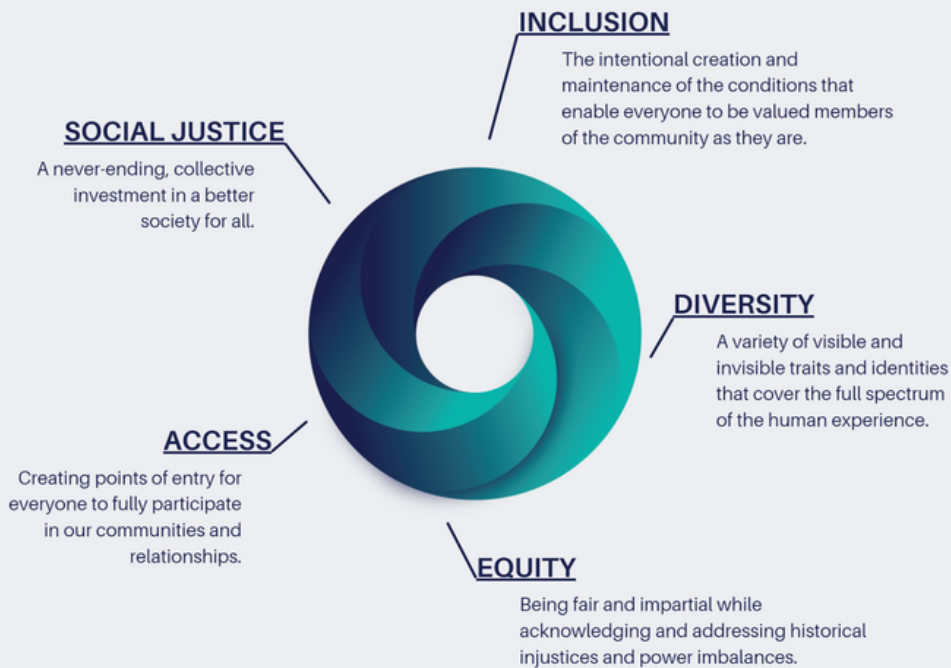 INCLUSION
The intentional creation and
maintenance of the conditions that
enable everyone to be valued members
of the community as they are.
SOCIAL JUSTICE
A never-ending, collective
investment in a better
society for all.
DIVERSITY
A variety of visible and
invisible traits and identities
that cover the full spectrum
of the human experience.
ACCESS
Creating points of entry for
everyone to fully participate
in our communities and
relationships.
EQUITY
Being fair and impartial while
acknowledging and addressing historical
injustices and power imbalances.